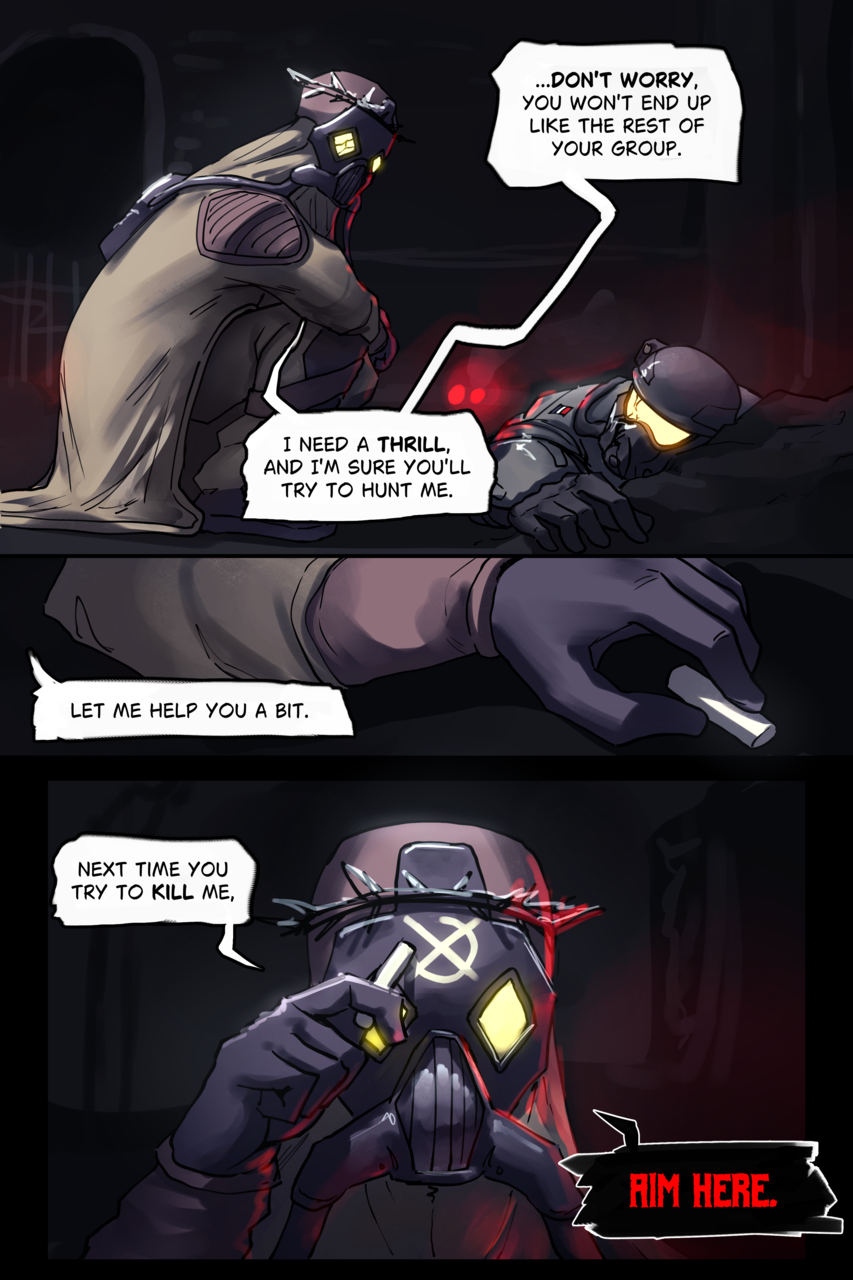 ...DON'T WORRY,
YOU WON'T END UP
LIKE THE REST OF
YOUR GROUP.
I NEED A THRILL,
AND I'M SURE YOU'LL
TRY TO HUNT ME.
LET ME HELP YOU A BIT.
NEXT TIME YOU
TRY TO KILL ME,
AIM HERE.